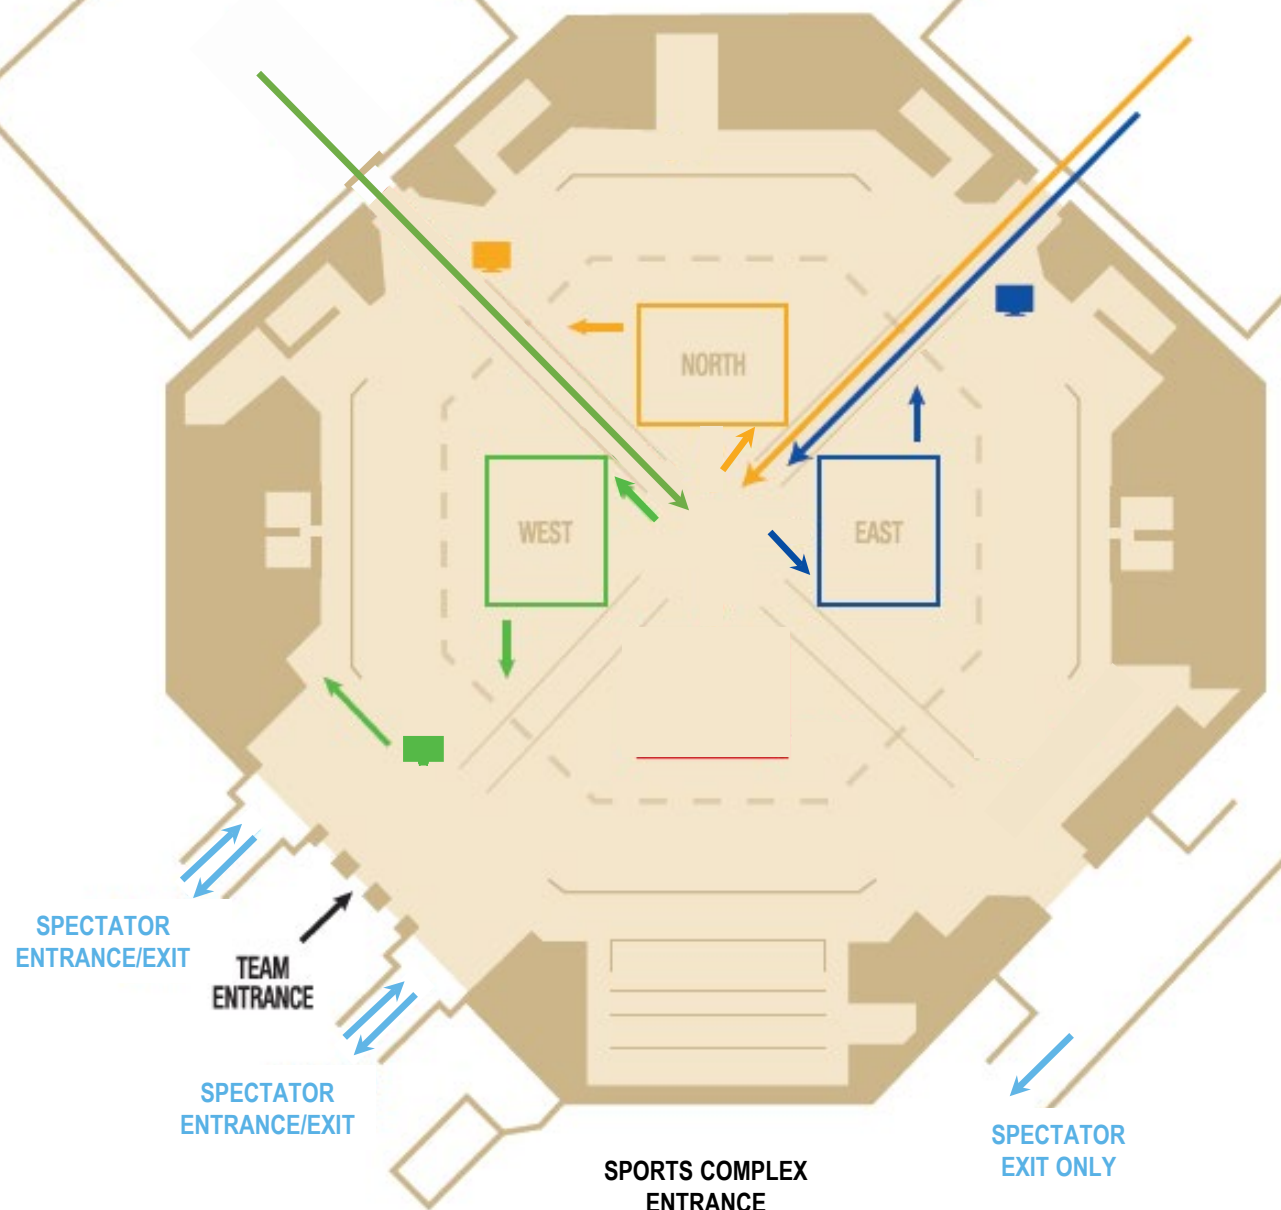 NORTH
WEST
EAST
SPECTATOR
ENTRANCE/EXIT
TEAM
ENTRANCE
SPECTATOR
ENTRANCE/EXIT
SPECTATOR
EXIT ONLY
SPORTS COMPLEX
ENTRANCE